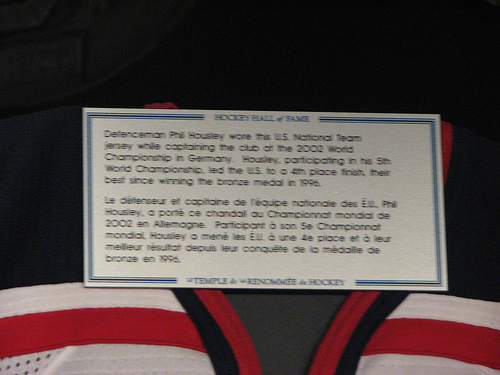 HOCKEY HALL of FAME
Defenceman Phil Housley wore this U.S. National Team
jersey while captaining the club at the 2002 World
Championship in Germany. Housley, participating in his 5th
World Championship, led the U.S. to a 4th place finish, their
best since winning the bronze medal in 1996.
Le défenseur et capitaine de l'équipe nationale des É.U., Phil
Housley, a porté ce chandail au Championnat mondial de
2002 en Allemagne. Participant à son 5e Championnat
mondial, Housley a mené les É.U. à une 4e place et à leur
meilleur résultat depuis leur conquête de la médaille de
bronze en 1996.
LE TEMPLE de la RENOMMÉE du HOCKEY